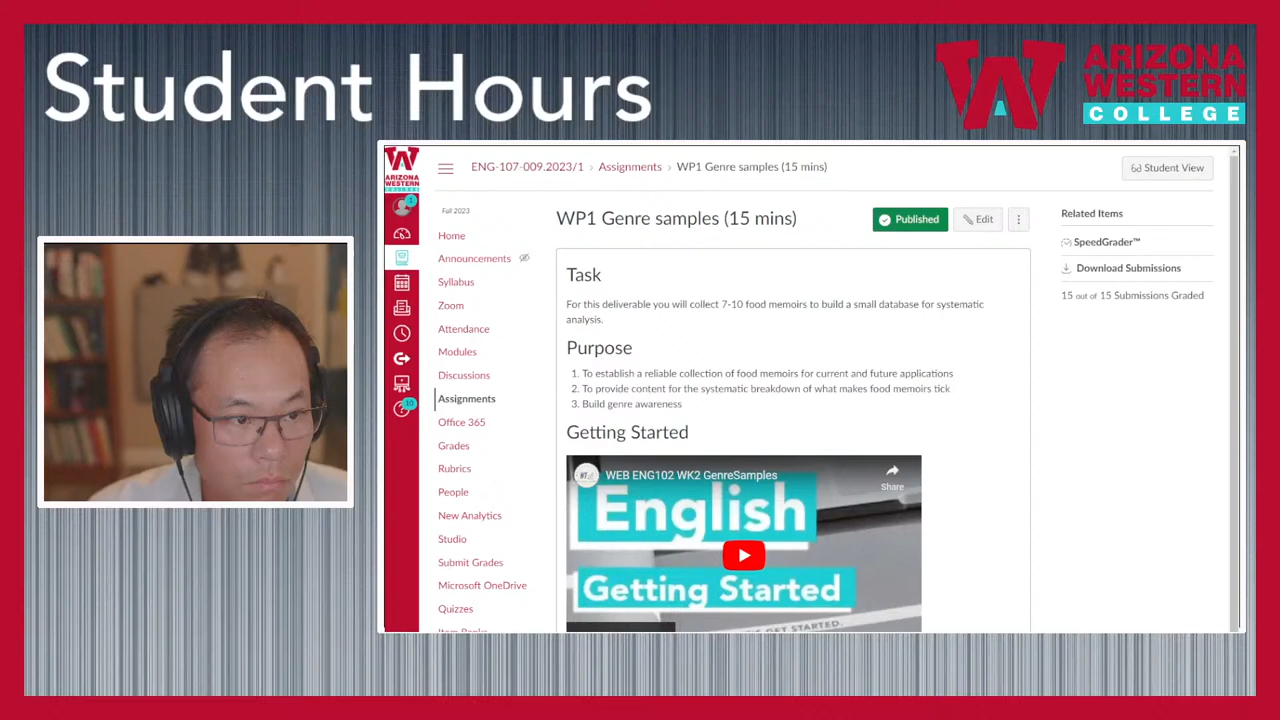 Student Hours
ARIZONA
WESTERN
COLLEGE
ARIZONA
WESTERN
ENG-107-009.2023/1 › Assignments › WP1 Genre samples (15 mins)
Student View
1
Fall 2023
Home
Announcements
Syllabus
Zoom
Attendance
Modules
Discussions
Assignments
Office 365
Grades
Rubrics
People
New Analytics
Studio
Submit Grades
Microsoft OneDrive
Quizzes
10
WP1 Genre samples (15 mins)
Published
Edit
Task
For this deliverable you will collect 7-10 food memoirs to build a small database for systematic
analysis.
Purpose
1. To establish a reliable collection of food memoirs for current and future applications
2. To provide content for the systematic breakdown of what makes food memoirs tick
3. Build genre awareness
Getting Started
WEB ENG102 WK2 GenreSamples
Share
English
Getting Started
GET STARTED.
Related Items
SpeedGrader™
Download Submissions
15 out of 15 Submissions Graded